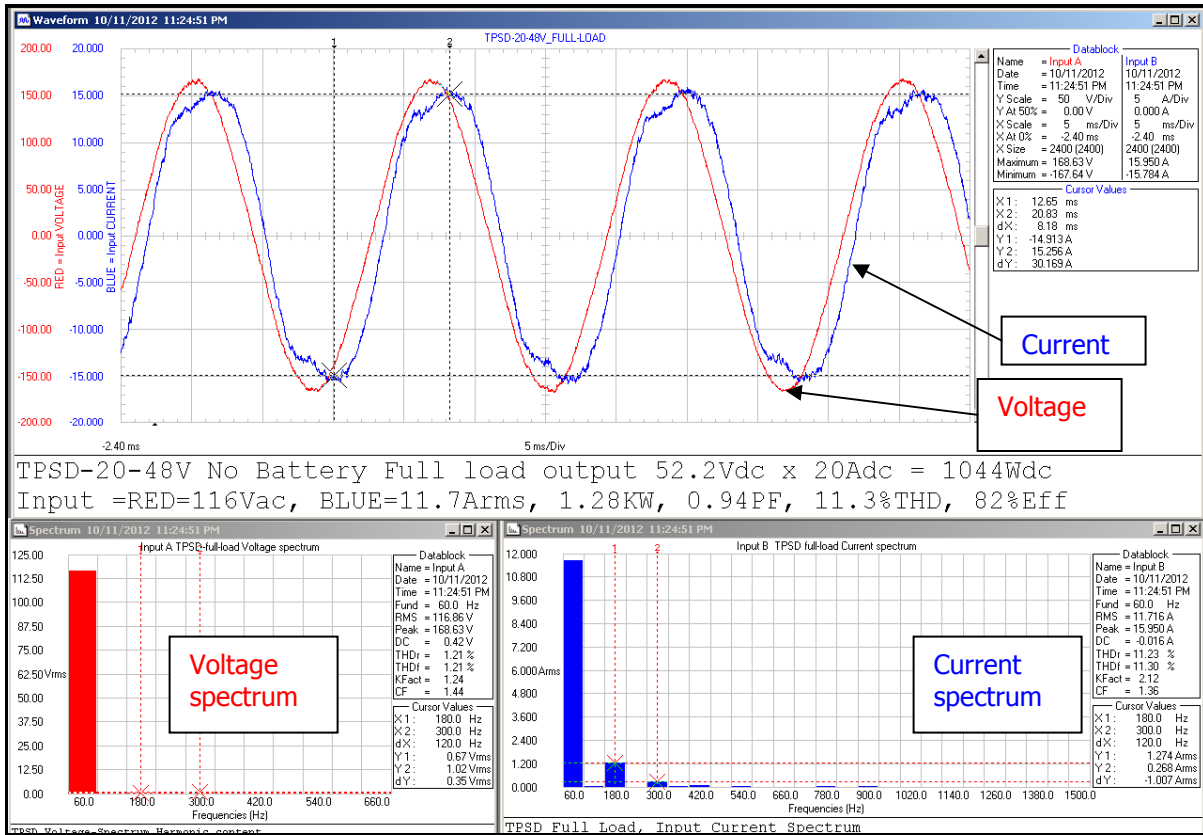 Waveform 10/11/2012 11:24:51 PM
TPSD-20-48V_FULL-LOAD
1 2
200.00 20.000
150.00 15.000
100.00 10.000
50.00 5.000
0.00 0.000
-50.00 -5.000
-100.00 -10.000
-150.00 -15.000
-200.00 -20.000
RED = Input VOLTAGE
BLUE = Input CURRENT
-2.40 ms 5 ms/Div
Datablock
Name = Input A Input B
Date = 10/11/2012 10/11/2012
Time = 11:24:51 PM 11:24:51 PM
Y Scale = 50 V/Div 5 A/Div
Y At 50% = 0.00 V 0.000 A
X Scale = 5 ms/Div 5 ms/Div
X At 0% = -2.40 ms -2.40 ms
X Size = 2400 (2400) 2400 (2400)
Maximum = 168.63 V 15.950 A
Minimum = -167.64 V -15.784 A
Cursor Values
X1: 12.65 ms
X2: 20.83 ms
dX: 8.18 ms
Y1: -14.913 A
Y2: 15.256 A
dY: 30.169 A
Current
Voltage
TPSD-20-48V No Battery Full load output 52.2Vdc x 20Adc = 1044Wdc
Input =RED=116Vac, BLUE=11.7Arms, 1.28KW, 0.94PF, 11.3%THD, 82%Eff
Spectrum 10/11/2012 11:24:51 PM
Input A TPSD-full-load Voltage spectrum
1 2
125.00
112.50
100.00
87.50
75.00
62.50 Vrms
50.00
37.50
25.00
12.50
0.00
60.0 180.0 300.0 420.0 540.0 660.0
Frequencies (Hz)
Voltage
spectrum
Datablock
Name = Input A
Date = 10/11/2012
Time = 11:24:51 PM
Fund = 60.0 Hz
RMS = 116.86 V
Peak = 168.63 V
DC = 0.42 V
THDr = 1.21 %
THDf = 1.21 %
KFact = 1.24
CF = 1.44
Cursor Values
X1: 180.0 Hz
X2: 300.0 Hz
dX: 120.0 Hz
Y1: 0.67 Vrms
Y2: 1.02 Vrms
dY: 0.35 Vrms
TPSD Voltage-Spectrum Harmonic content
Spectrum 10/11/2012 11:24:51 PM
Input B TPSD full-load Current spectrum
1 2
12.000
10.800
9.600
8.400
7.200
6.000 Arms
4.800
3.600
2.400
1.200
0.000
60.0 180.0 300.0 420.0 540.0 660.0 780.0 900.0 1020.0 1140.0 1260.0 1380.0 1500.0
Frequencies (Hz)
Current
spectrum
Datablock
Name = Input B
Date = 10/11/2012
Time = 11:24:51 PM
Fund = 60.0 Hz
RMS = 11.716 A
Peak = 15.950 A
DC = -0.016 A
THDr = 11.23 %
THDf = 11.30 %
KFact = 2.12
CF = 1.36
Cursor Values
X1: 180.0 Hz
X2: 300.0 Hz
dX: 120.0 Hz
Y1: 1.274 Arms
Y2: 0.268 Arms
dY: -1.007 Arms
TPSD Full Load, Input Current Spectrum